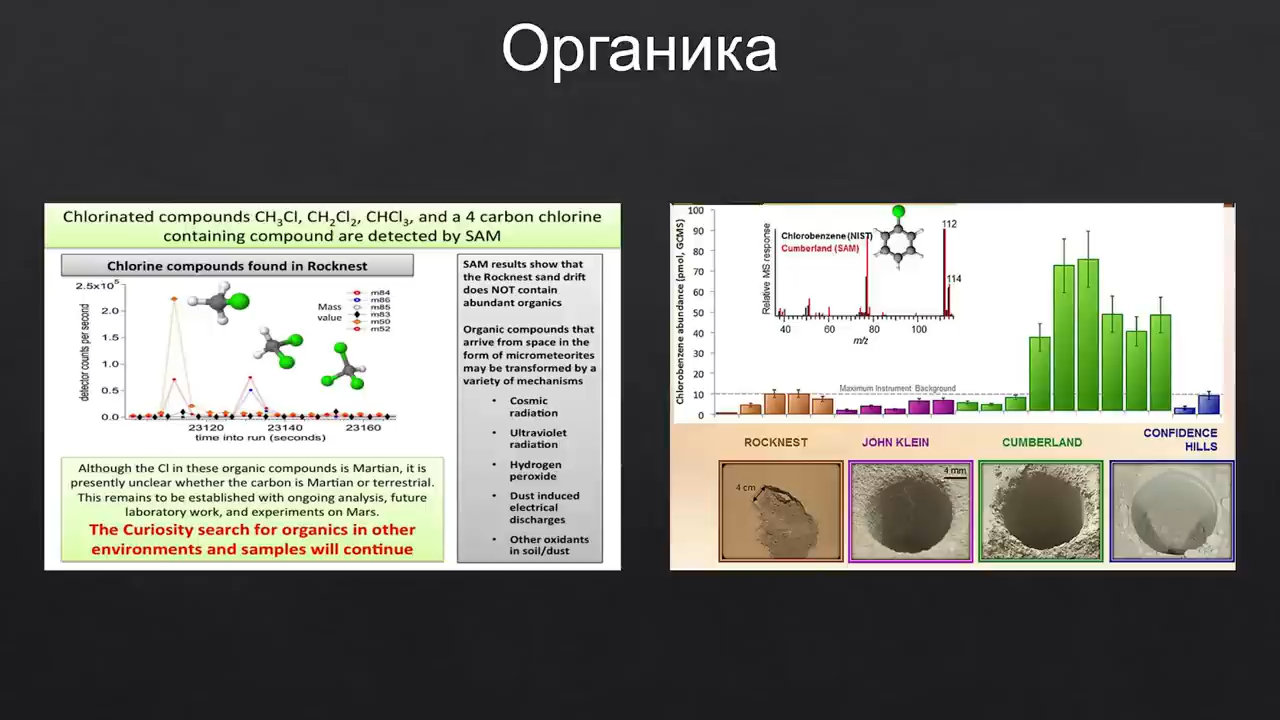 Органика
Chlorinated compounds CH₃Cl, CH₂Cl₂, CHCl₃, and a 4 carbon chlorine
containing compound are detected by SAM
Chlorine compounds found in Rocknest
2.5x10⁵
2.0
1.5
1.0
0.5
0.0
detector counts per second
23120
23140
23160
time into run (seconds)
Mass
value
m84
m86
m85
m83
m50
m52
Although the Cl in these organic compounds is Martian, it is
presently unclear whether the carbon is Martian or terrestrial.
This remains to be established with ongoing analysis, future
laboratory work, and experiments on Mars.
The Curiosity search for organics in other
environments and samples will continue
SAM results show that
the Rocknest sand drift
does NOT contain
abundant organics
Organic compounds that
arrive from space in the
form of micrometeorites
may be transformed by a
variety of mechanisms
• Cosmic
radiation
• Ultraviolet
radiation
• Hydrogen
peroxide
• Dust induced
electrical
discharges
• Other oxidants
in soil/dust
Chlorobenzene abundance (pmol, GCMS)
100
90
80
70
60
50
40
30
20
10
0
Relative MS response
Chlorobenzene (NIST)
Cumberland (SAM)
112
114
40
60
80
100
m/z
Maximum Instrument Background
ROCKNEST
JOHN KLEIN
CUMBERLAND
CONFIDENCE
HILLS
4 cm
4 mm